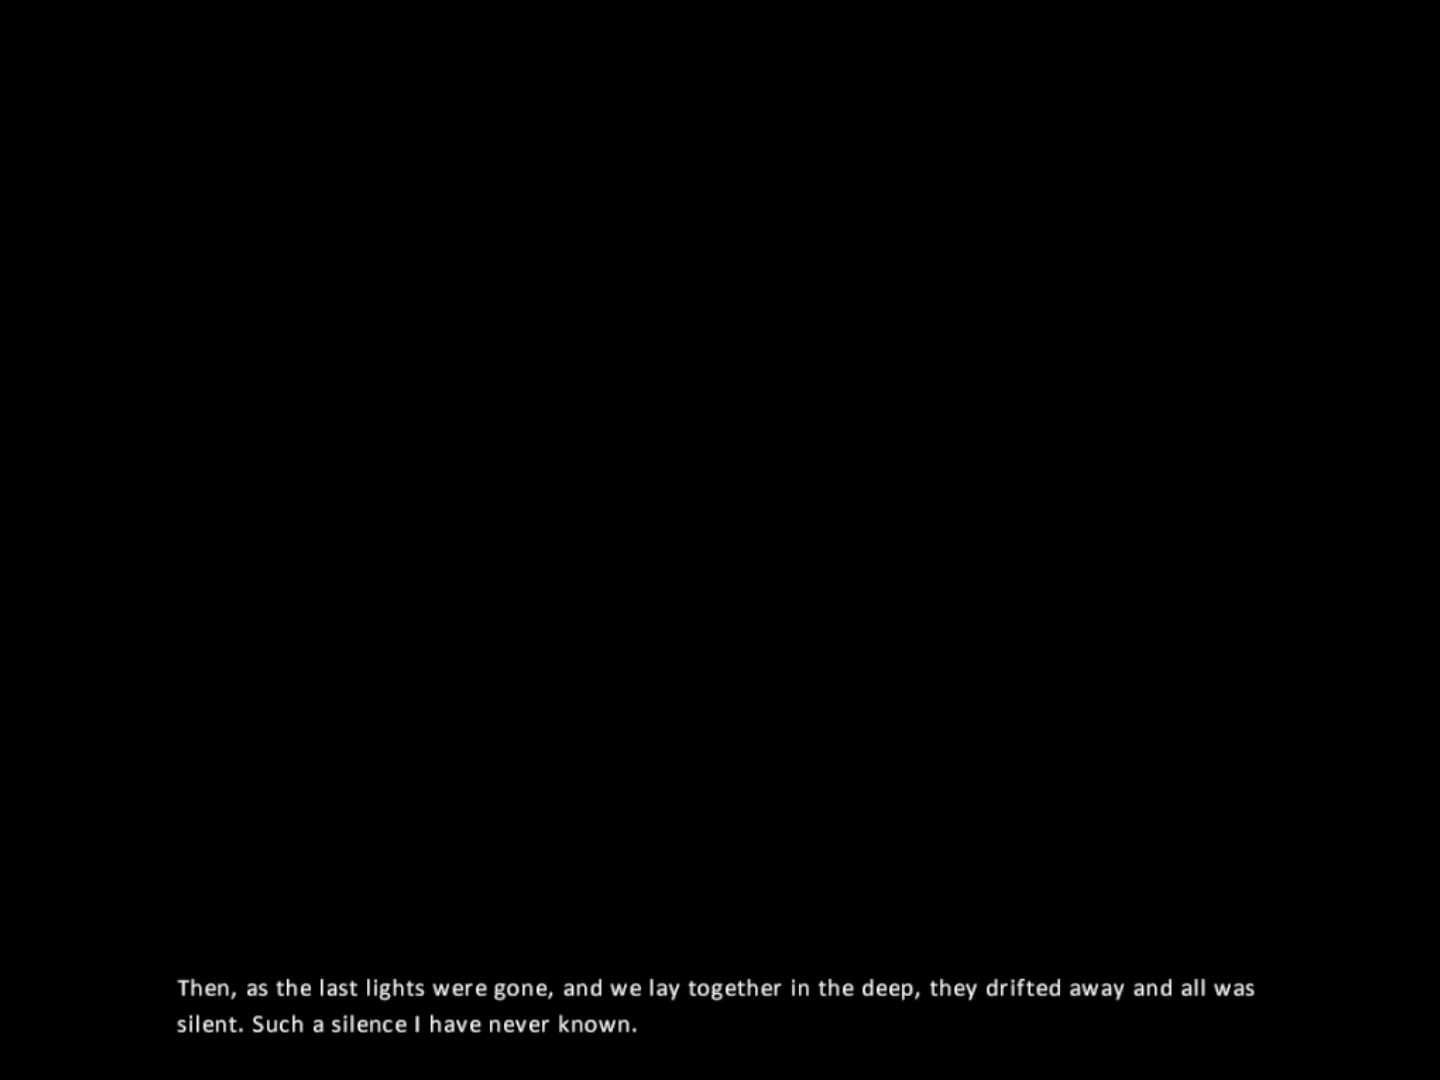 Then, as the last lights were gone, and we lay together in the deep, they drifted away and all was
silent. Such a silence I have never known.